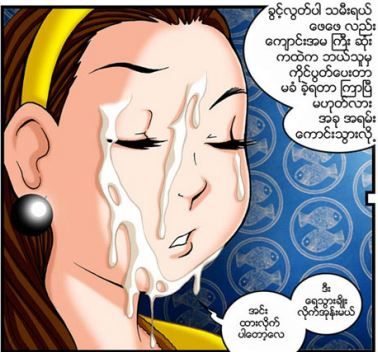 ခွင့်လွှတ်ပါ သမီးရယ်
ဖေဖေ လည်း
ကျောင်းအမ ကြီး ဆုံး
ကထဲက ဘယ်သူမှ
ကိုင်ပွတ်ပေးတာ
မခံ ခဲ့ရတာ ကြာပြီ
မဟုတ်လား
အခု အရမ်း
ကောင်းသွားလို့
ဒီး
ရေသွားချိုး
လိုက်အုန်းမယ်
အင်း
ထားလိုက်
ပါတော့လေ